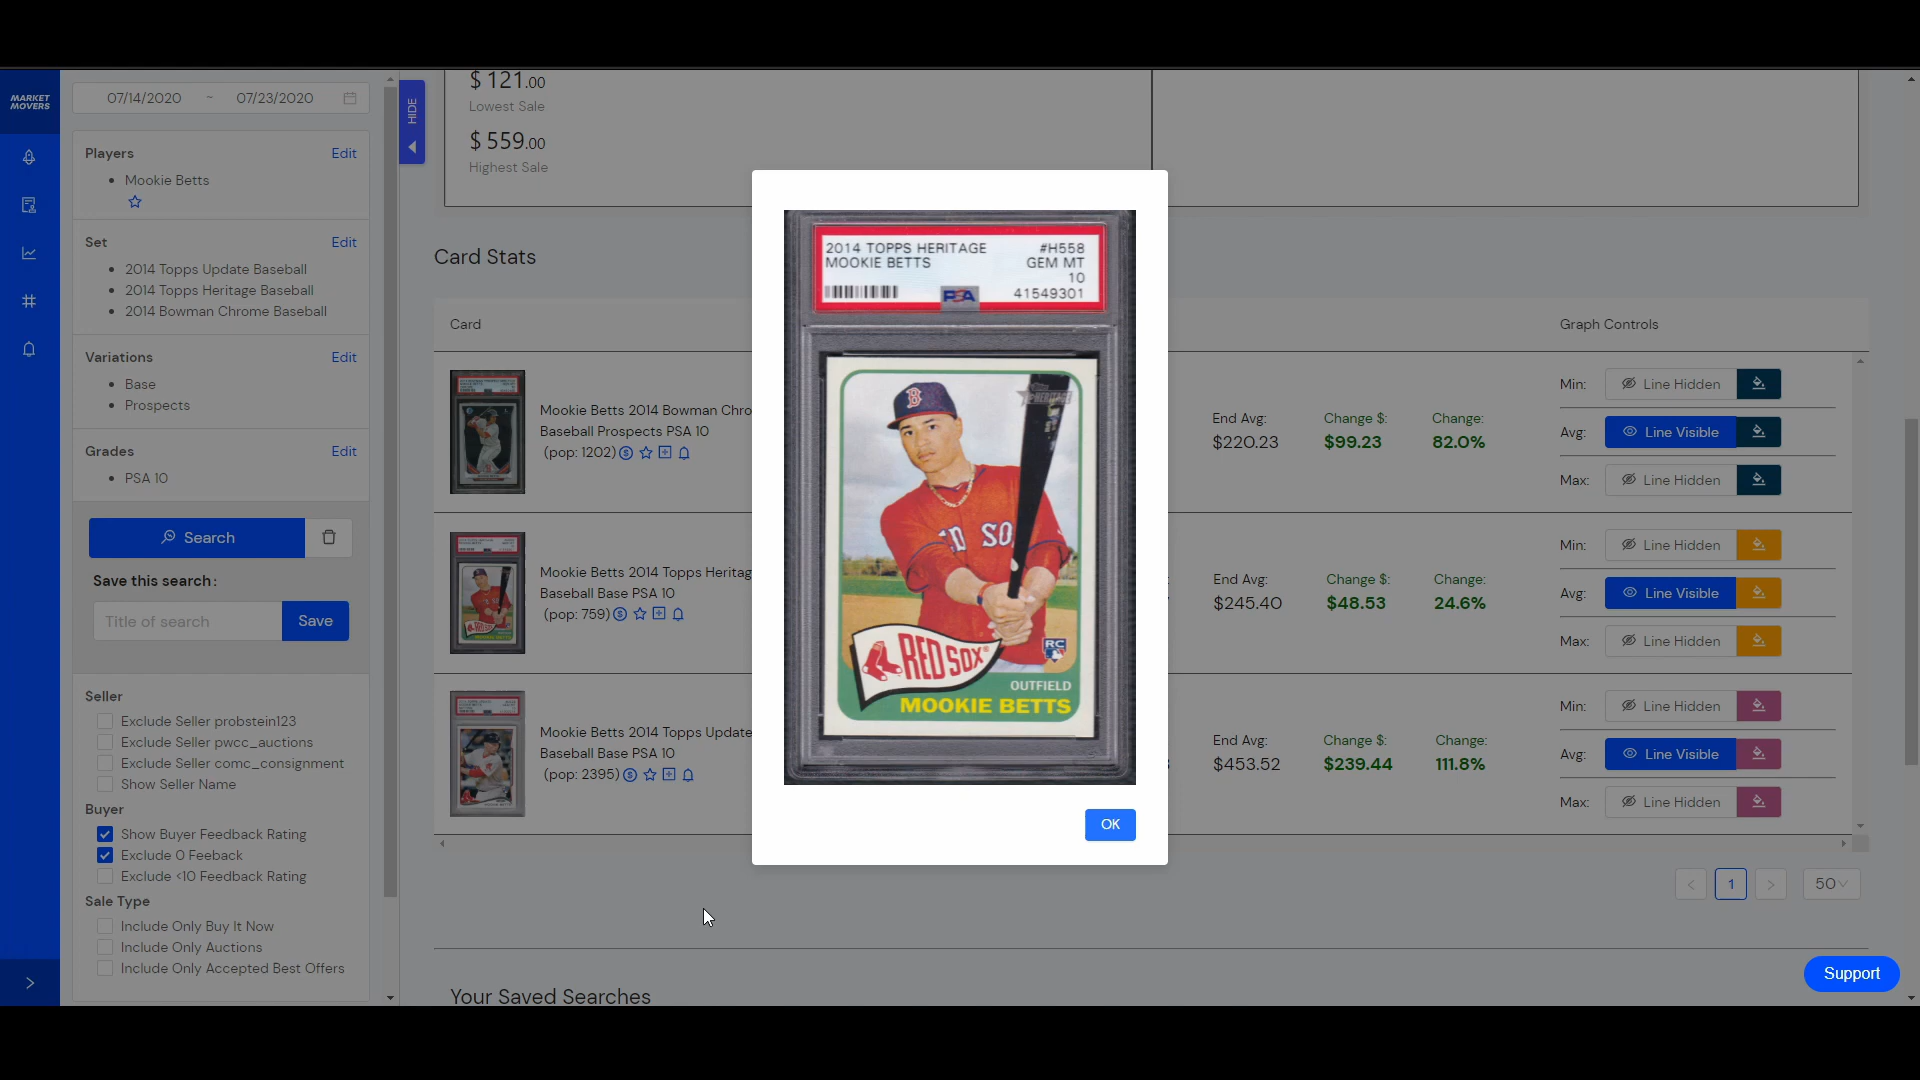 MARKET
MOVERS
07/14/2020 ~ 07/23/2020
HIDE
Players Edit
Mookie Betts
Set Edit
2014 Topps Update Baseball
2014 Topps Heritage Baseball
2014 Bowman Chrome Baseball
Variations Edit
Base
Prospects
Grades Edit
PSA 10
Search
Save this search:
Title of search Save
Seller
Exclude Seller probstein123
Exclude Seller pwcc_auctions
Exclude Seller comc_consignment
Show Seller Name
Buyer
Show Buyer Feedback Rating
Exclude 0 Feeback
Exclude <10 Feedback Rating
Sale Type
Include Only Buy It Now
Include Only Auctions
Include Only Accepted Best Offers
$ 121.00
Lowest Sale
$ 559.00
Highest Sale
Card Stats
Card Graph Controls
Mookie Betts 2014 Bowman Chro
Baseball Prospects PSA 10
(pop: 1202)
End Avg: Change $: Change:
$220.23 $99.23 82.0%
Min: Line Hidden
Avg: Line Visible
Max: Line Hidden
Mookie Betts 2014 Topps Heritag
Baseball Base PSA 10
(pop: 759)
End Avg: Change $: Change:
$245.40 $48.53 24.6%
Min: Line Hidden
Avg: Line Visible
Max: Line Hidden
Mookie Betts 2014 Topps Update
Baseball Base PSA 10
(pop: 2395)
End Avg: Change $: Change:
$453.52 $239.44 111.8%
Min: Line Hidden
Avg: Line Visible
Max: Line Hidden
2014 TOPPS HERITAGE #H558
MOOKIE BETTS GEM MT
10
PSA 41549301
HERITAGE
B
ED SO
RED SOX
RC
OUTFIELD
MOOKIE BETTS
OK
< 1 > 50
Your Saved Searches
Support